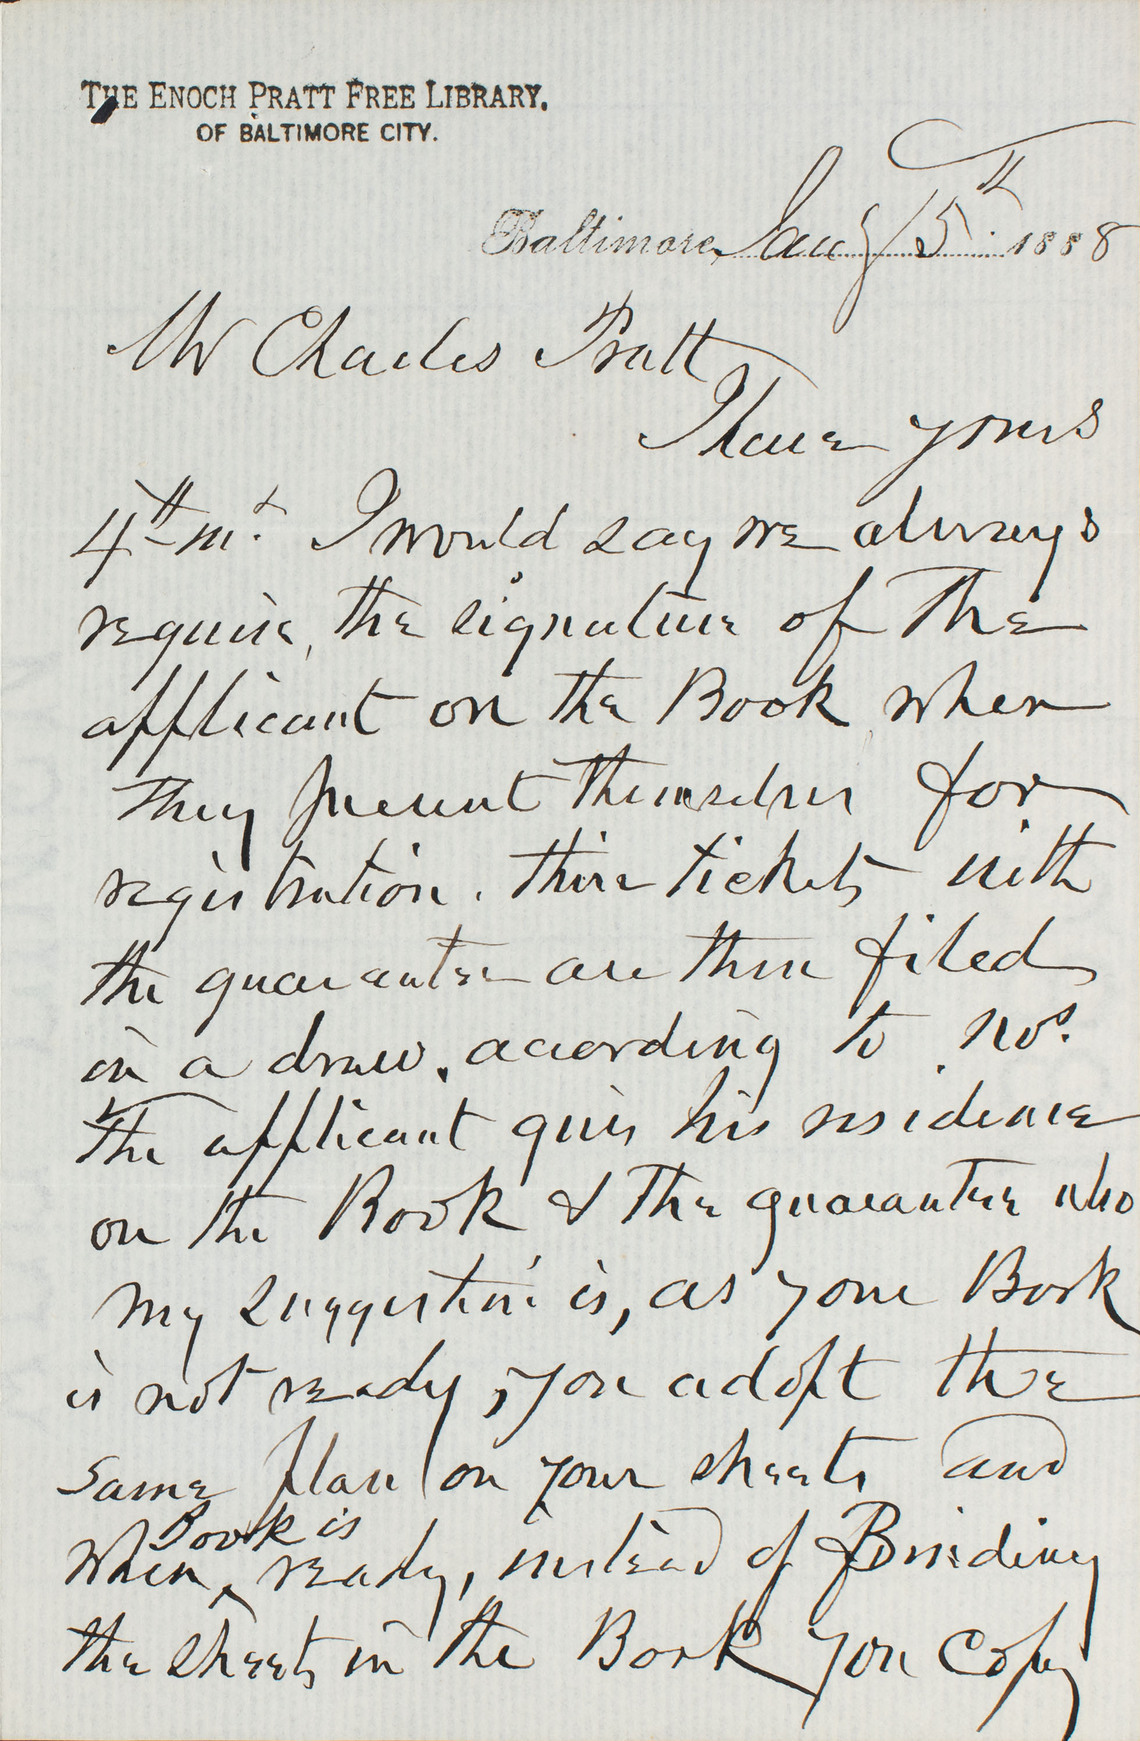 THE ENOCH PRATT FREE LIBRARY.
OF BALTIMORE CITY.
Baltimore, Jany 5th 1888
Mr Charles Pratt
I have yours
4th int. I would say we always
require, the signature of The
applicant on the Book when
they present themselves for
registration. their tickets with
the guarantee are then filed
in a draw, according to nos.
The applicant gives his residence
on the Book & the guarantee who
my suggestion is, as your Book
is not ready, you adopt the
same plan on your sheets and
Book is
when ^ ready, instead of Binding
the sheets in the Book you copy